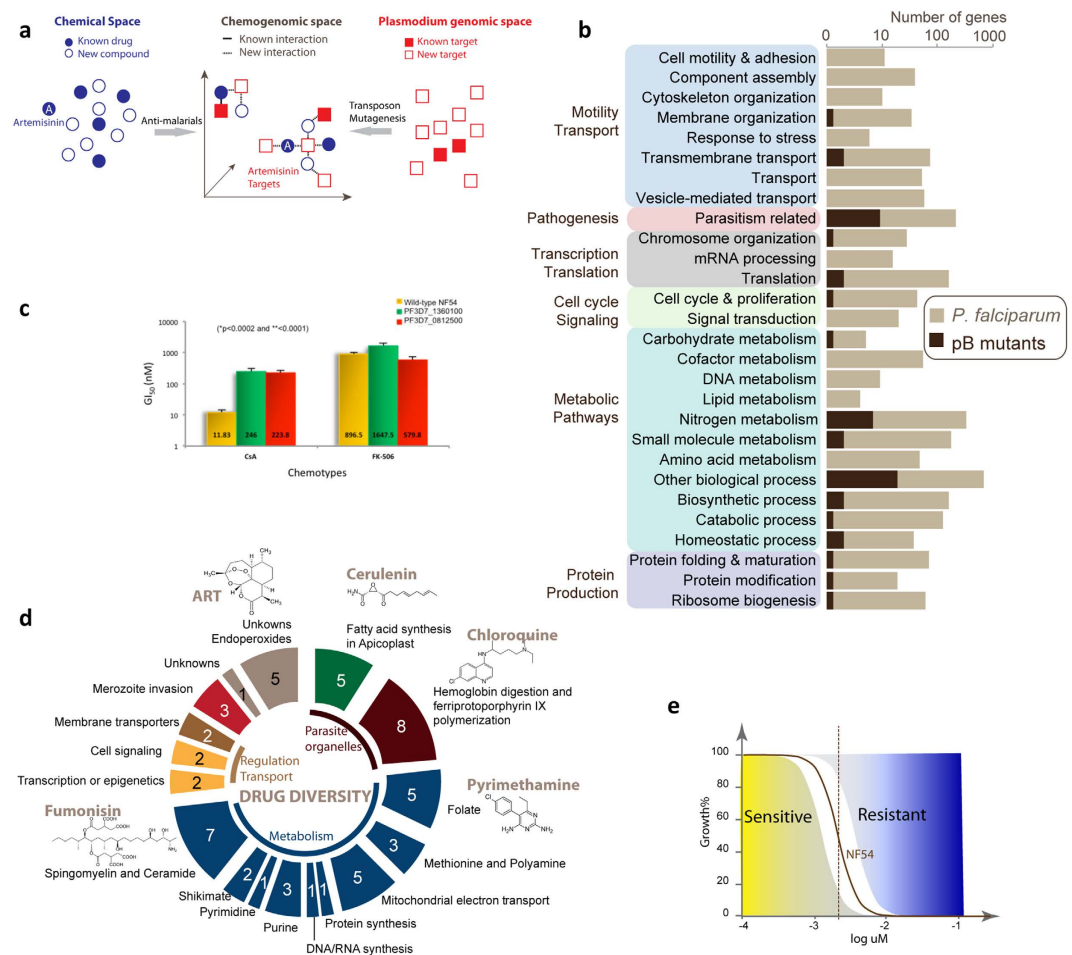 a
Chemical Space
Known drug
New compound
A
Artemisinin
Anti-malarials
Chemogenomic space
Known interaction
New interaction
A
Artemisinin
Targets
Transposon
Mutagenesis
Plasmodium genomic space
Known target
New target
b
Number of genes
0 10 100 1000
Motility
Transport
Cell motility & adhesion
Component assembly
Cytoskeleton organization
Membrane organization
Response to stress
Transmembrane transport
Transport
Vesicle-mediated transport
Pathogenesis
Parasitism related
Transcription
Translation
Chromosome organization
mRNA processing
Translation
Cell cycle
Signaling
Cell cycle & proliferation
Signal transduction
Metabolic
Pathways
Carbohydrate metabolism
Cofactor metabolism
DNA metabolism
Lipid metabolism
Nitrogen metabolism
Small molecule metabolism
Amino acid metabolism
Other biological process
Biosynthetic process
Catabolic process
Homeostatic process
Protein
Production
Protein folding & maturation
Protein modification
Ribosome biogenesis
P. falciparum
pB mutants
c
Wild-type NF54
PF3D7_1360100
PF3D7_0812500
(*p<0.0002 and **<0.0001)
GI50 (nM)
10000
1000
100
10
1
11.83 246 223.8
896.5 1647.5 579.8
CsA FK-506
Chemotypes
d
ART
Unkowns
Endoperoxides
5
Cerulenin
Fatty acid synthesis
in Apicoplast
5
Chloroquine
Hemoglobin digestion and
ferriprotoporphyrin IX
polymerization
8
Parasite
organelles
Unknowns
1
Merozoite invasion
3
Membrane transporters
2
Cell signaling
2
Transcription or epigenetics
2
Regulation
Transport
DRUG DIVERSITY
Metabolism
Pyrimethamine
Folate
5
Methionine and Polyamine
3
Mitochondrial electron transport
5
Protein synthesis
1
DNA/RNA synthesis
1
Purine
3
Pyrimidine
1
Shikimate
2
Fumonisin
Spingomyelin and Ceramide
7
e
Growth%
100
80
60
40
20
0
Sensitive
Resistant
NF54
-4 -3 -2 -1
log uM